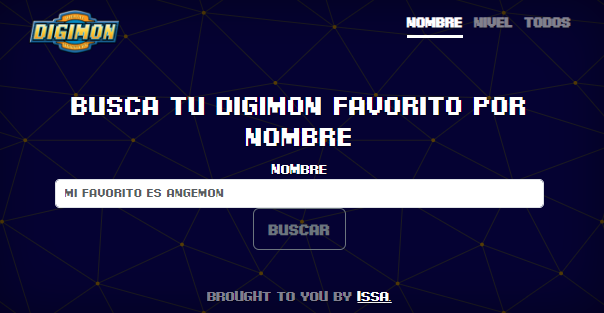 DIGIMON
NOMBRE NIVEL TODOS
BUSCA TU DIGIMON FAVORITO POR
NOMBRE
NOMBRE
MI FAVORITO ES ANGEMON
BUSCAR
BROUGHT TO YOU BY ISSA.